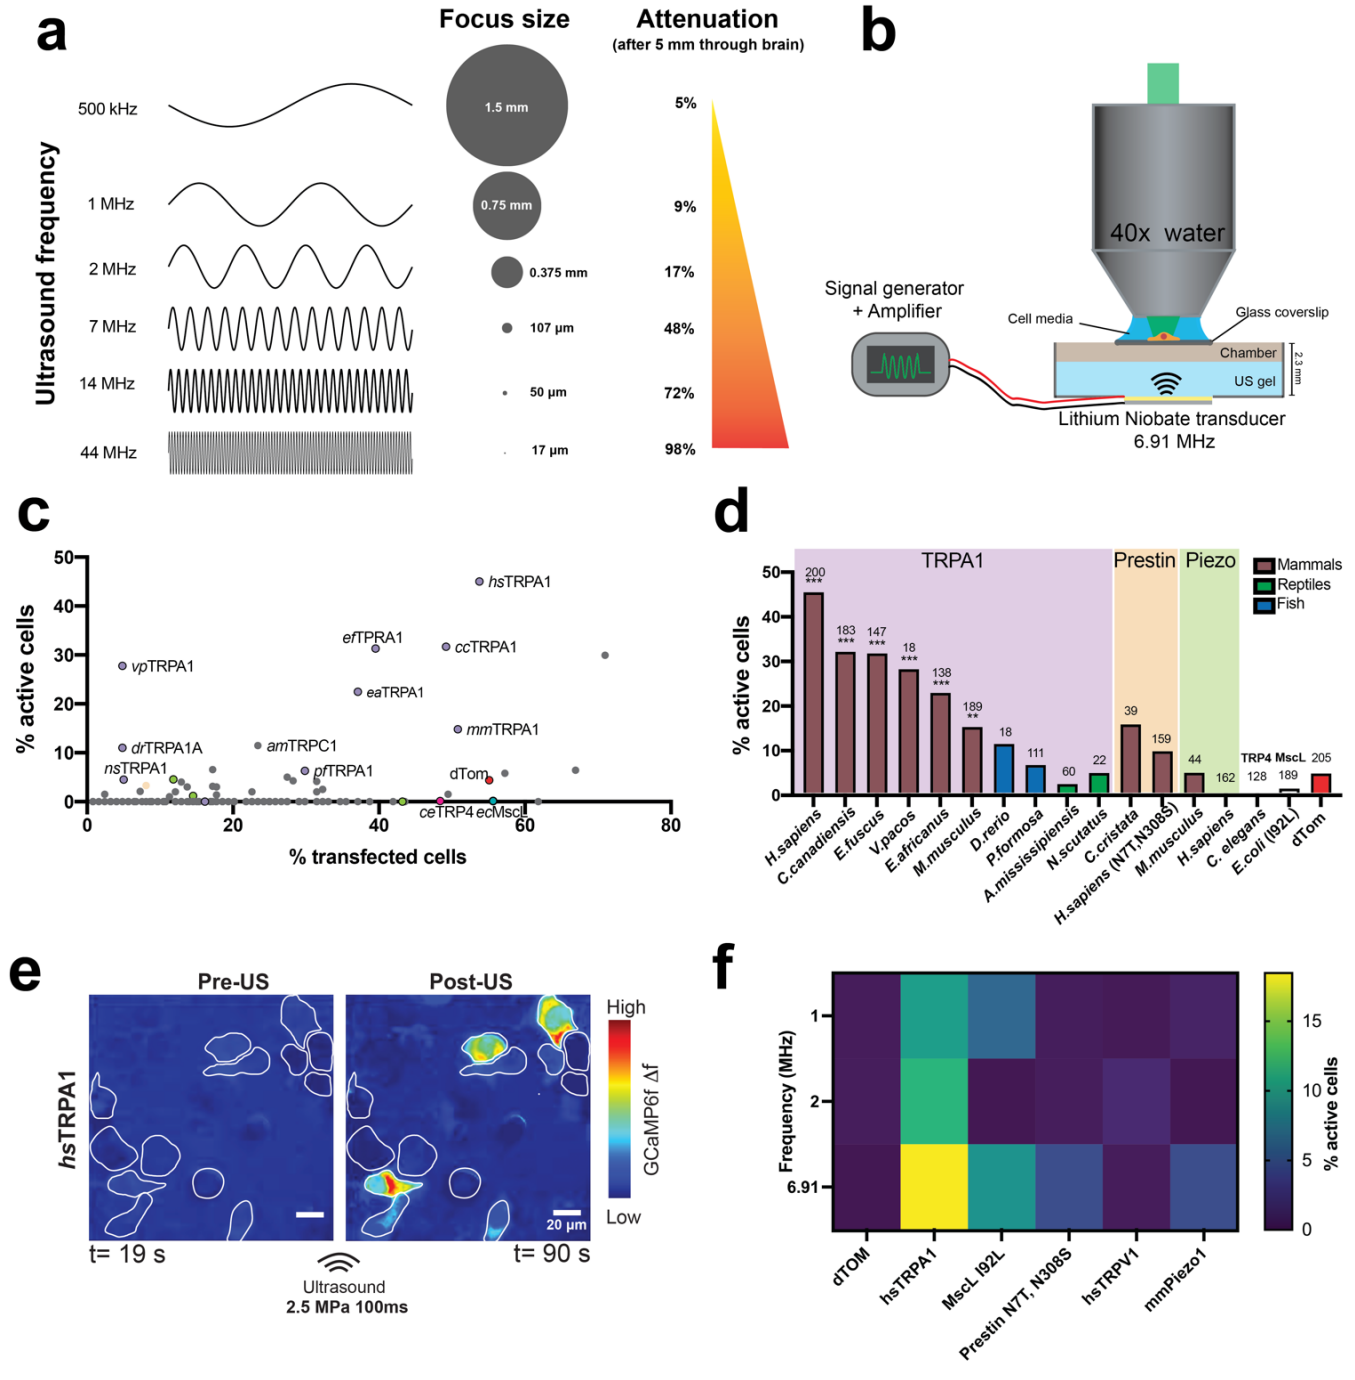 a
Focus size
Attenuation
(after 5 mm through brain)
Ultrasound frequency
500 kHz
1.5 mm
5%
1 MHz
0.75 mm
9%
2 MHz
0.375 mm
17%
7 MHz
107 µm
48%
14 MHz
50 µm
72%
44 MHz
17 µm
98%
b
40x water
Signal generator
+ Amplifier
Cell media
Glass coverslip
Chamber
US gel
2.3 mm
Lithium Niobate transducer
6.91 MHz
c
% active cells
50
40
30
20
10
0
hsTRPA1
efTPRA1
ccTRPA1
vpTRPA1
eaTRPA1
mmTRPA1
drTRPA1A
amTRPC1
nsTRPA1
pfTRPA1
dTom
ceTRP4
ecMscL
0
20
40
60
80
% transfected cells
d
TRPA1
Prestin
Piezo
Mammals
Reptiles
Fish
% active cells
50
40
30
20
10
0
200
***
183
***
147
***
18
***
138
***
189
**
18
111
60
22
39
159
44
162
TRP4
128
MscL
189
205
H.sapiens
C.canadiensis
E.fuscus
V.pacos
E.africanus
M.musculus
D.rerio
P.formosa
A.mississipiensis
N.scutatus
C.cristata
H.sapiens (N7T,N308S)
M.musculus
H.sapiens
C. elegans
E.coli (I92L)
dTom
e
Pre-US
Post-US
hsTRPA1
High
GCaMP6f Δf
Low
20 µm
t= 19 s
t= 90 s
Ultrasound
2.5 MPa 100ms
f
Frequency (MHz)
1
2
6.91
dTOM
hsTRPA1
MscL I92L
Prestin N7T, N308S
hsTRPV1
mmPiezo1
15
10
5
0
% active cells